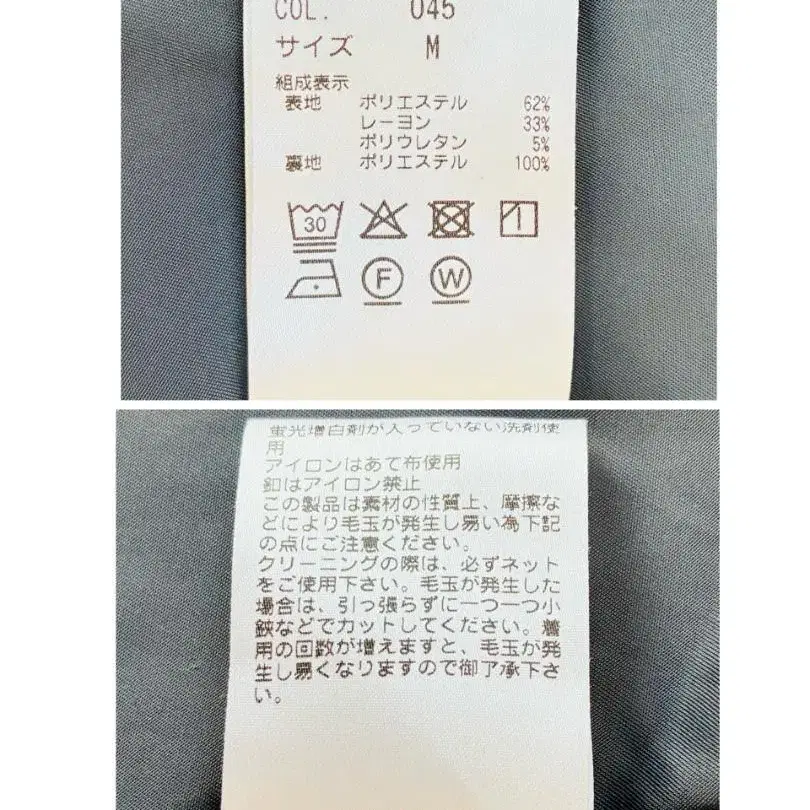 COL. 045
サイズ M
組成表示
表地 ポリエステル 62%
レーヨン 33%
ポリウレタン 5%
裏地 ポリエステル 100%
30
F W
蛍光増白剤が入っていない洗剤使
用
アイロンはあて布使用
釦はアイロン禁止
この製品は素材の性質上、摩擦な
どにより毛玉が発生し易い為下記
の点にご注意ください。
クリーニングの際は、必ずネット
をご使用下さい。毛玉が発生した
場合は、引っ張らずに一つ一つ小
鋏などでカットしてください。着
用の回数が増えますと、毛玉が発
生し易くなりますので御了承下さ
い。